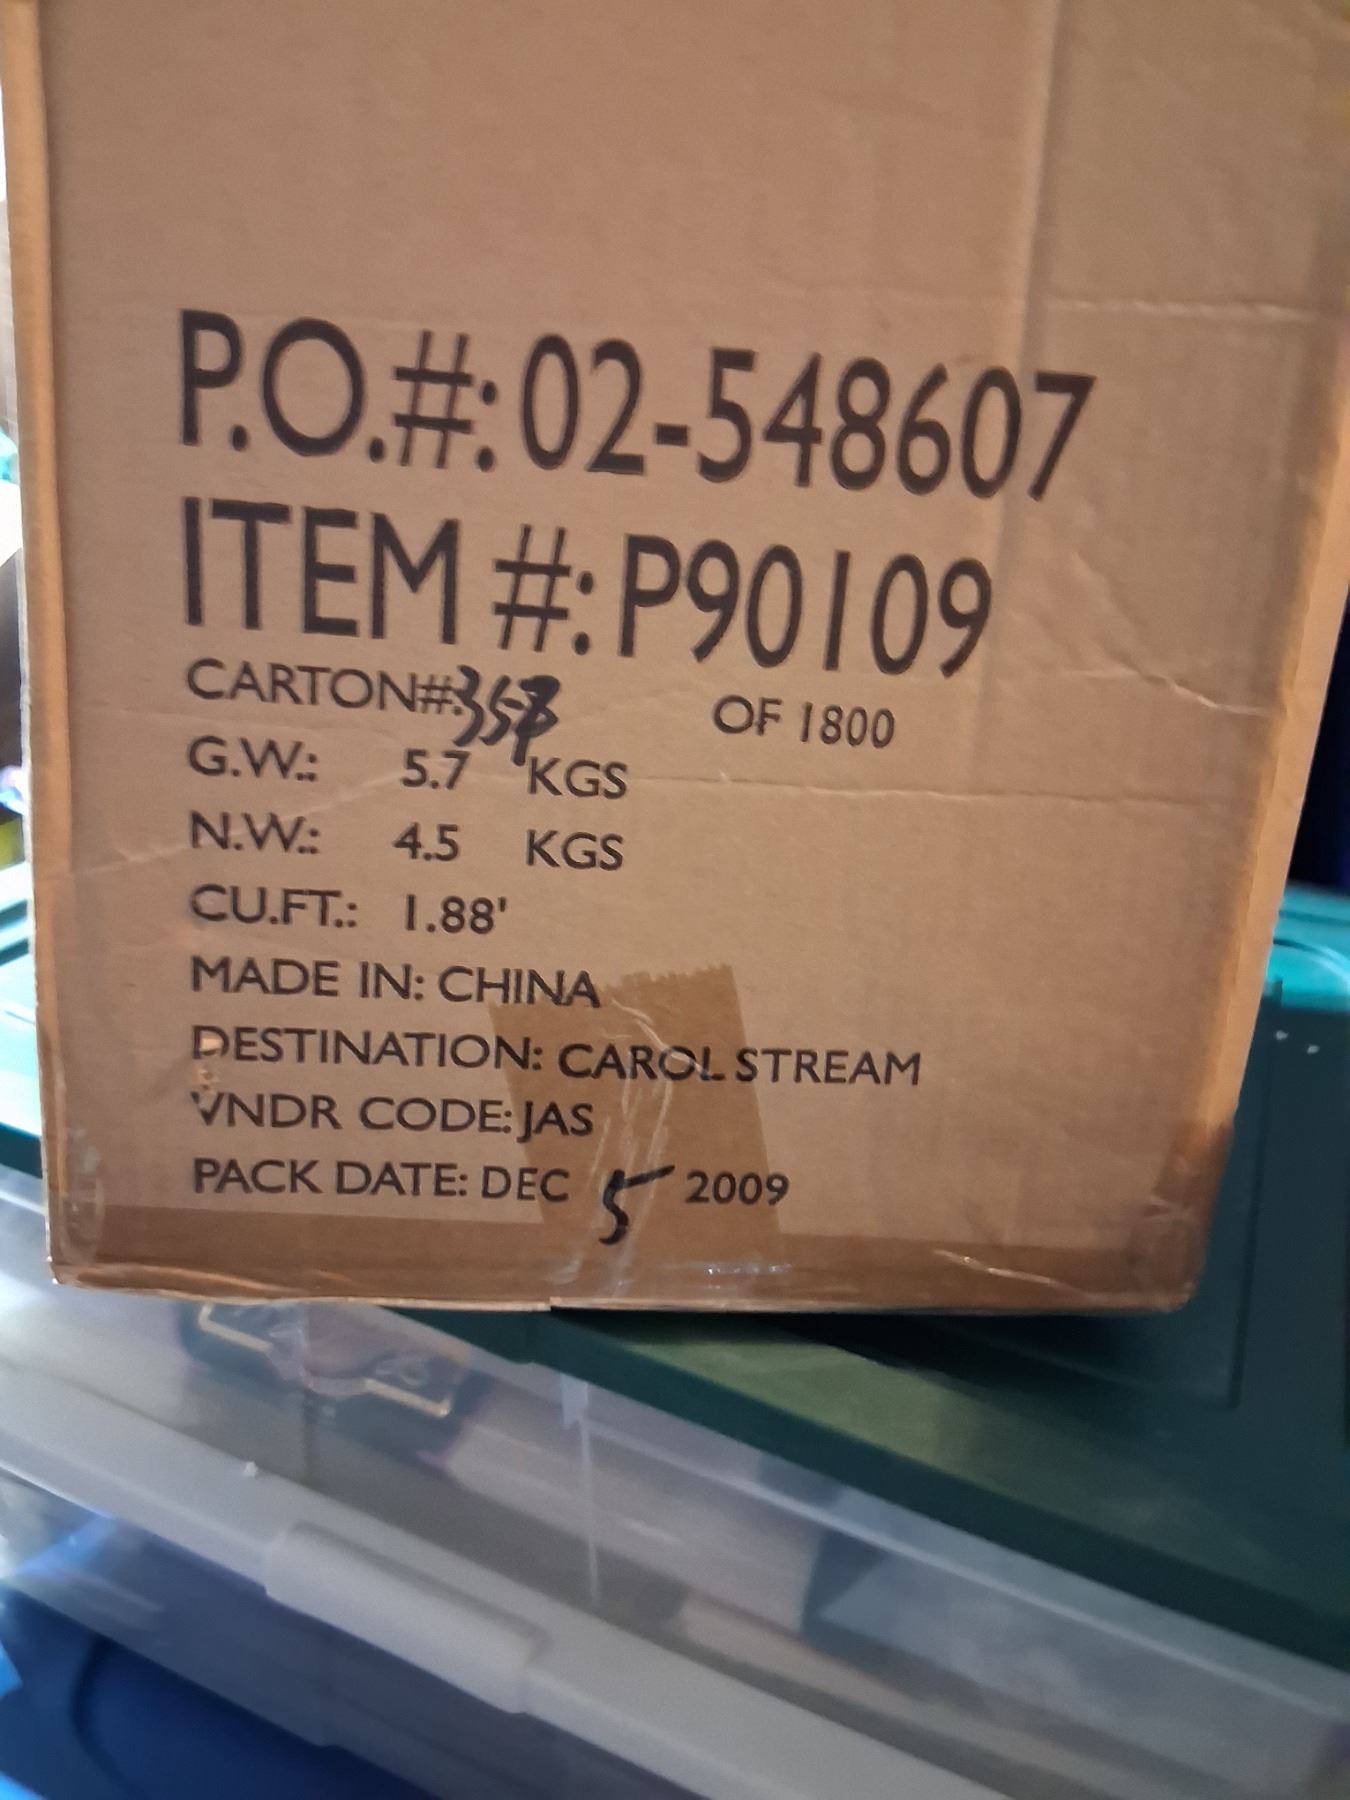 P.O.#: 02-548607
ITEM #: P90109
CARTON#: OF 1800
G.W.: 5.7 KGS
N.W.: 4.5 KGS
CU.FT.: 1.88'
MADE IN: CHINA
DESTINATION: CAROL STREAM
VNDR CODE: JAS
PACK DATE: DEC 5 2009